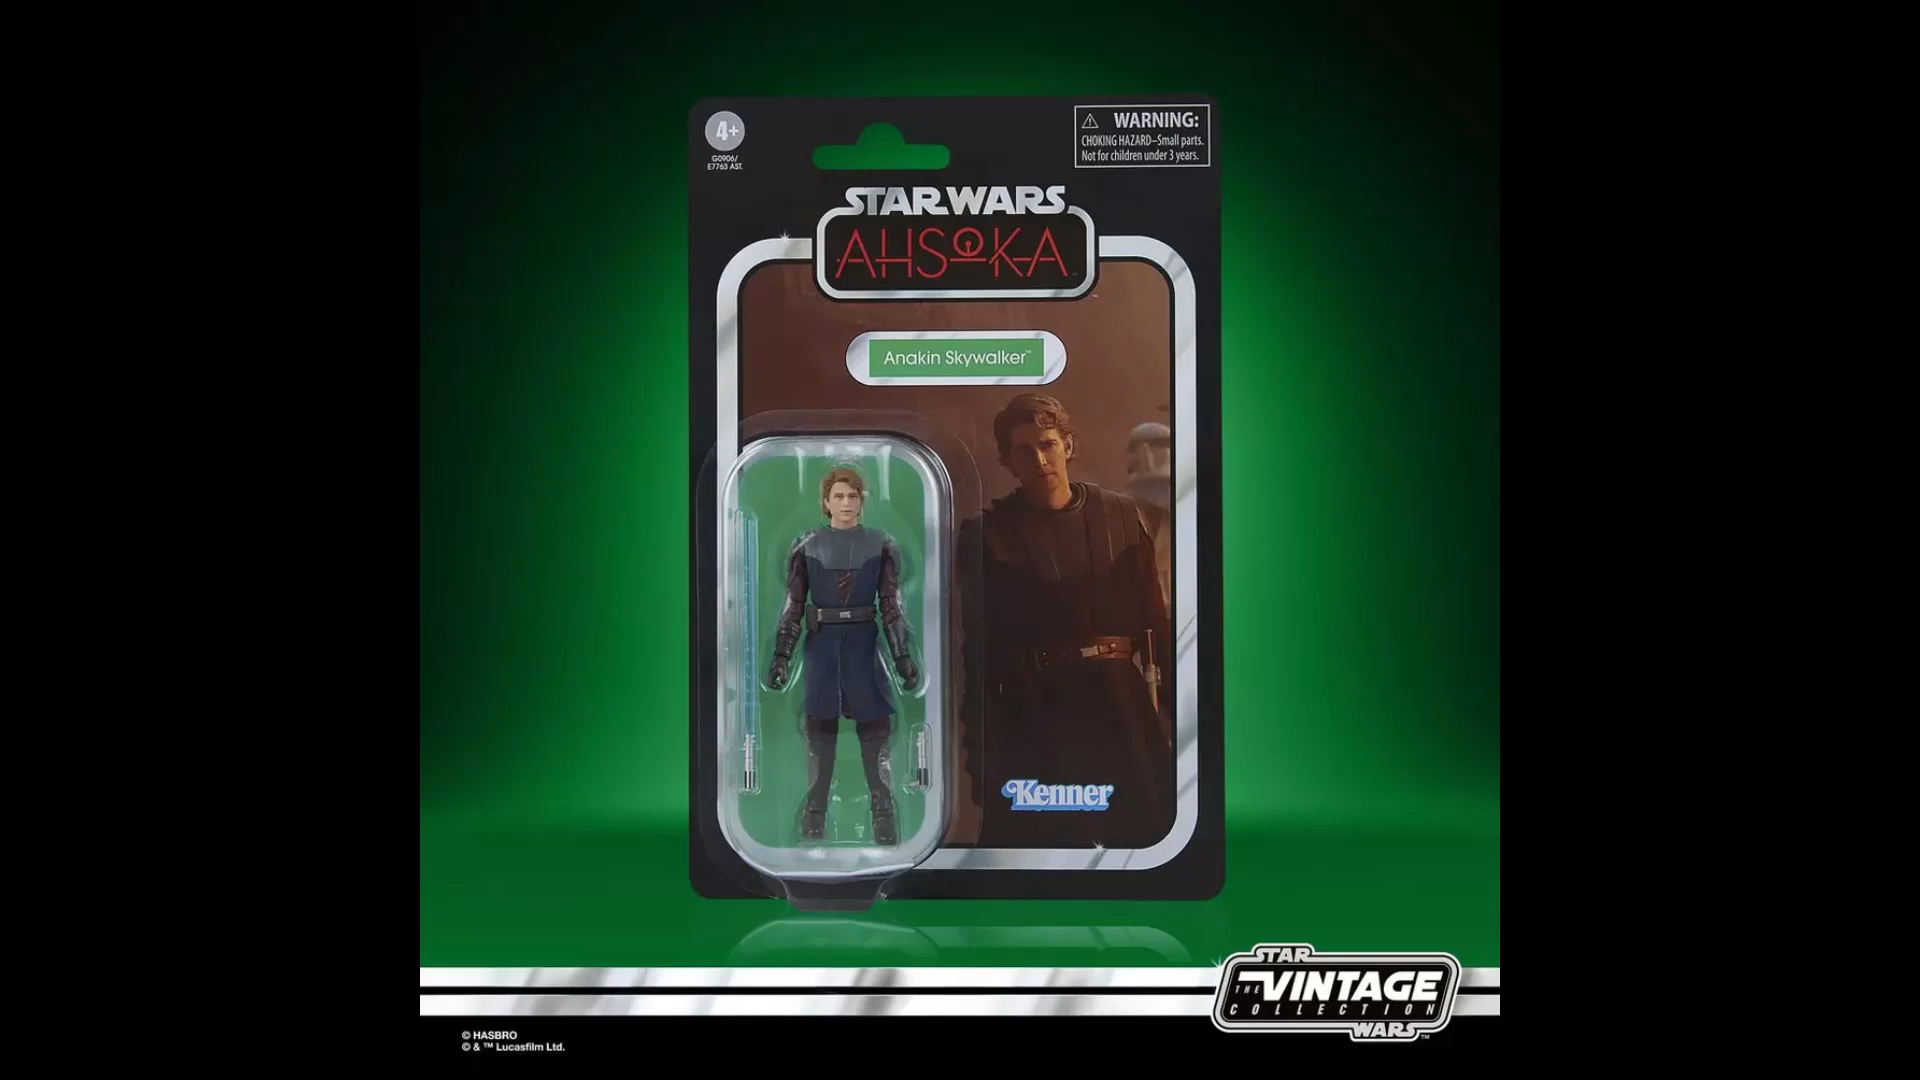 4+
G0906/
E7763 AST.
WARNING:
CHOKING HAZARD–Small parts.
Not for children under 3 years.
STAR WARS
AHSOKA
Anakin Skywalker™
Kenner
STAR
THE VINTAGE
COLLECTION
WARS™
© HASBRO
© & ™ Lucasfilm Ltd.